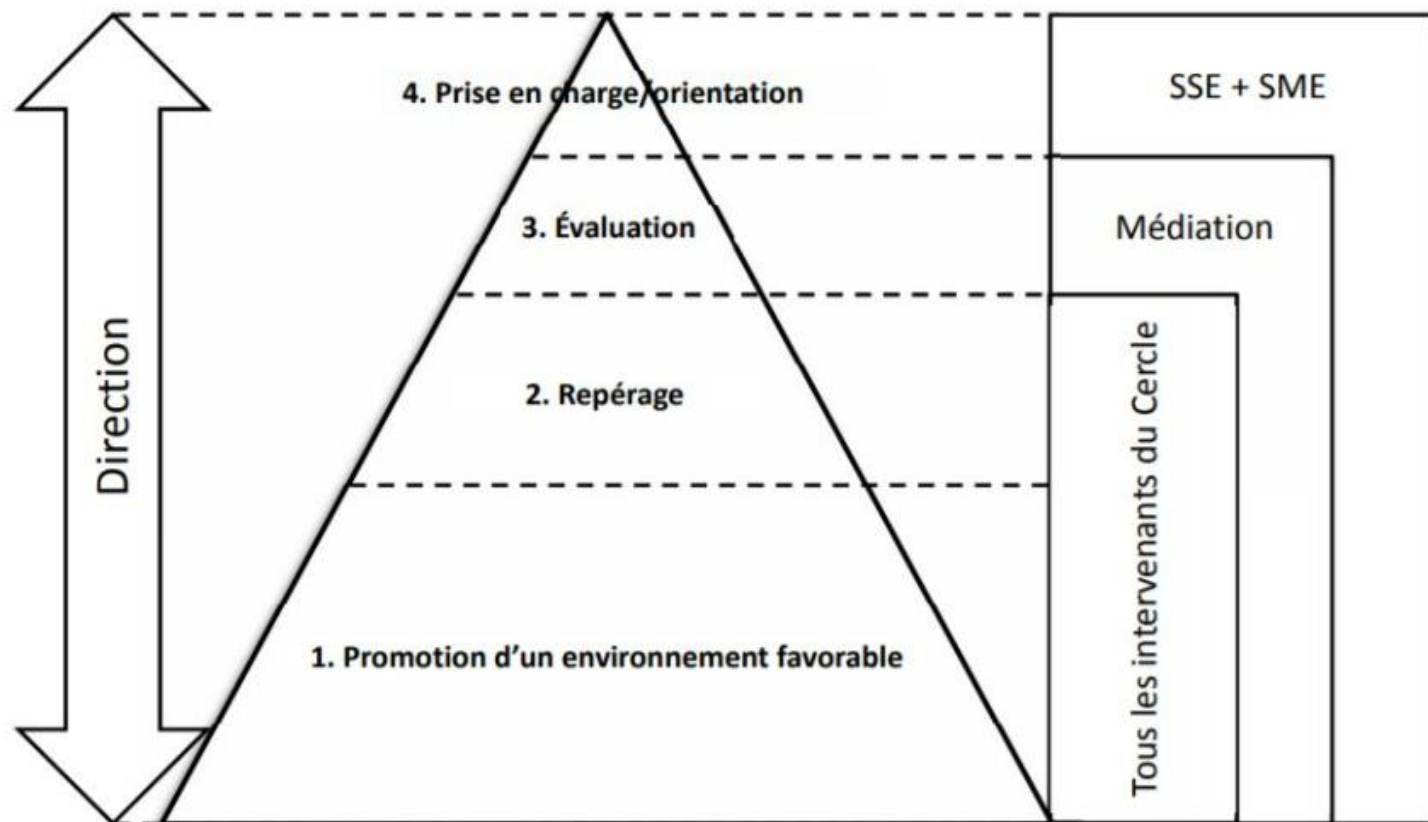 4. Prise en charge/orientation
SSE + SME
3. Évaluation
Médiation
Direction
2. Repérage
Tous les intervenants du Cercle
1. Promotion d'un environnement favorable